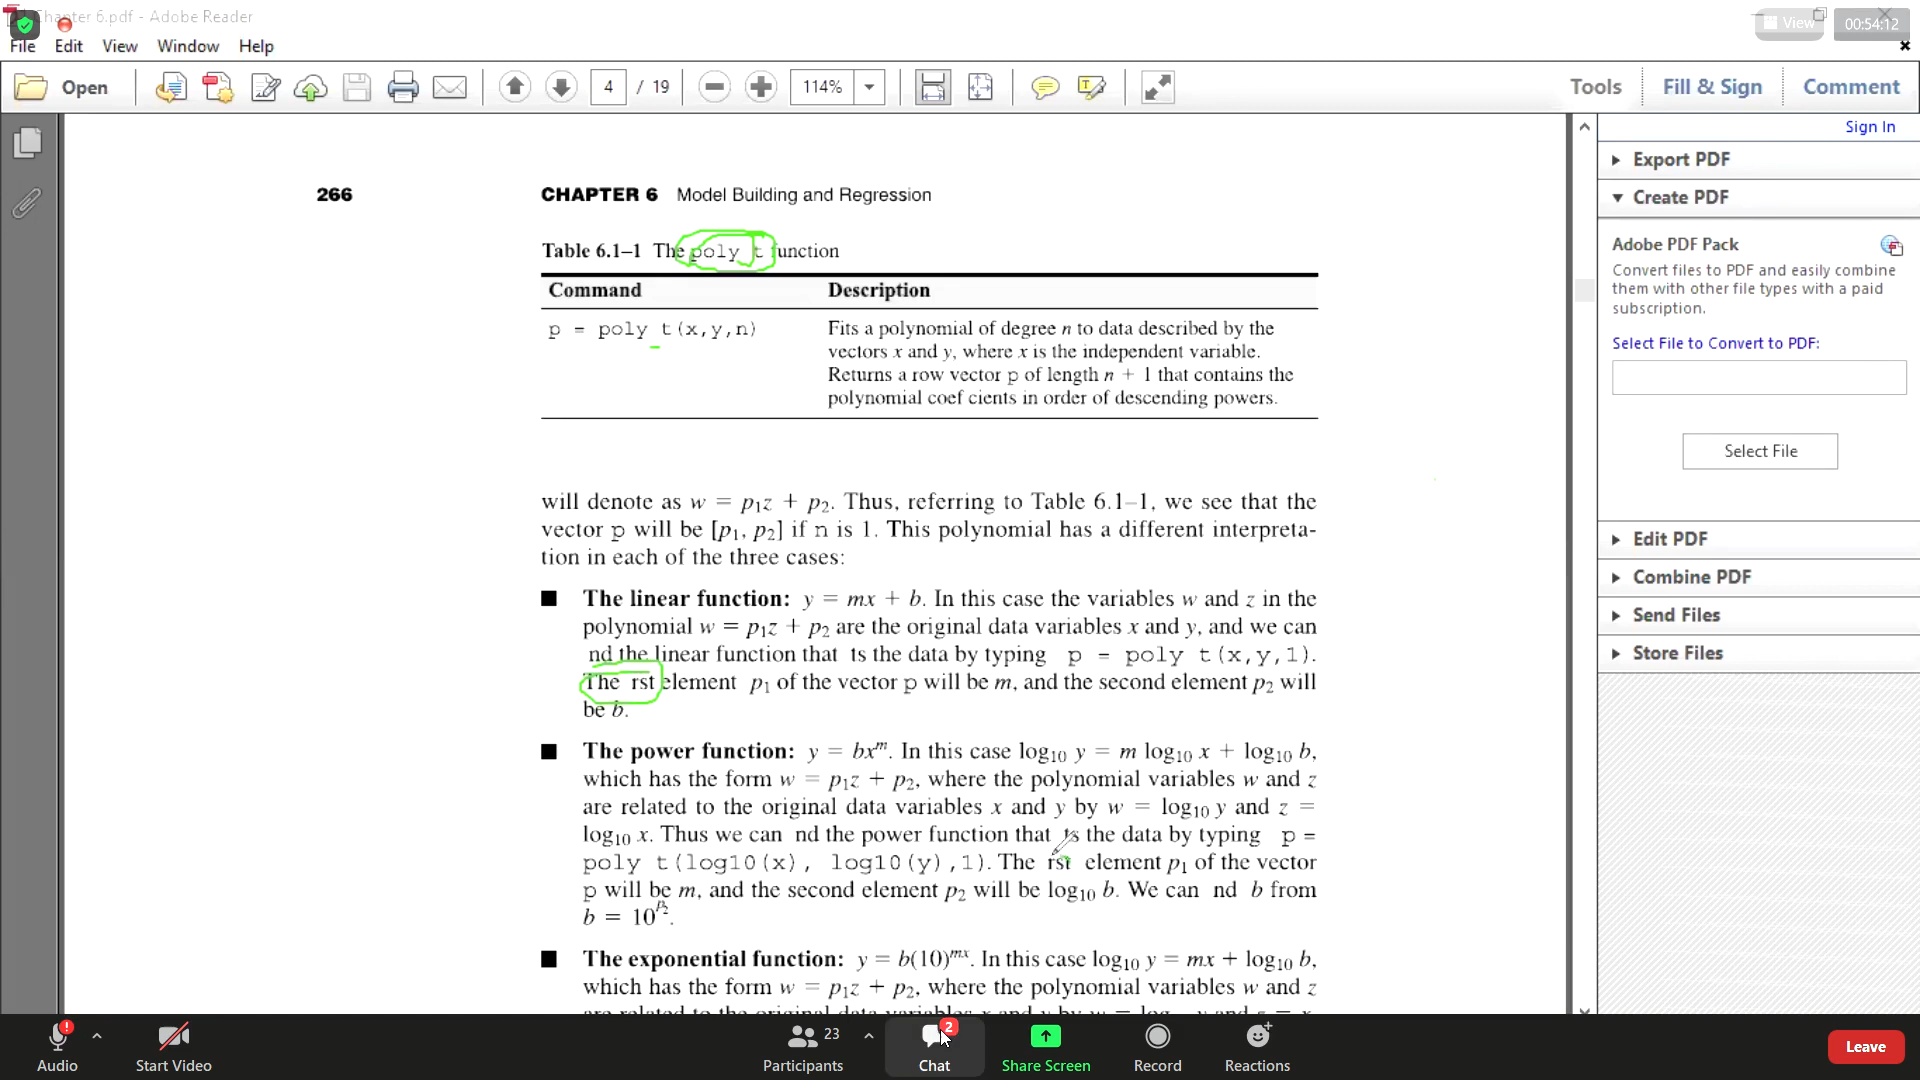 Chapter 6.pdf - Adobe Reader
View
00:54:12
File Edit View Window Help
Open 4 / 19 114% Tools Fill & Sign Comment
Sign In
Export PDF
Create PDF
Adobe PDF Pack
Convert files to PDF and easily combine
them with other file types with a paid
subscription.
Select File to Convert to PDF:
Select File
Edit PDF
Combine PDF
Send Files
Store Files
266 CHAPTER 6 Model Building and Regression
Table 6.1–1 The poly t function
Command Description
p = poly t(x,y,n) Fits a polynomial of degree n to data described by the
vectors x and y, where x is the independent variable.
Returns a row vector p of length n + 1 that contains the
polynomial coef cients in order of descending powers.
will denote as w = p₁z + p₂. Thus, referring to Table 6.1–1, we see that the
vector p will be [p₁, p₂] if n is 1. This polynomial has a different interpreta-
tion in each of the three cases:
■ The linear function: y = mx + b. In this case the variables w and z in the
polynomial w = p₁z + p₂ are the original data variables x and y, and we can
nd the linear function that ts the data by typing p = poly t(x,y,1).
The rst element p₁ of the vector p will be m, and the second element p₂ will
be b.
■ The power function: y = bxᵐ. In this case log₁₀ y = m log₁₀ x + log₁₀ b,
which has the form w = p₁z + p₂, where the polynomial variables w and z
are related to the original data variables x and y by w = log₁₀ y and z =
log₁₀ x. Thus we can nd the power function that ts the data by typing p =
poly t(log10(x), log10(y),1). The rst element p₁ of the vector
p will be m, and the second element p₂ will be log₁₀ b. We can nd b from
b = 10^p₂.
■ The exponential function: y = b(10)ᵐˣ. In this case log₁₀ y = mx + log₁₀ b,
which has the form w = p₁z + p₂, where the polynomial variables w and z
are related to the original data variables x and y by w = log y and z = x.
Audio
Start Video
23
Participants
2
Chat
Share Screen
Record
Reactions
Leave